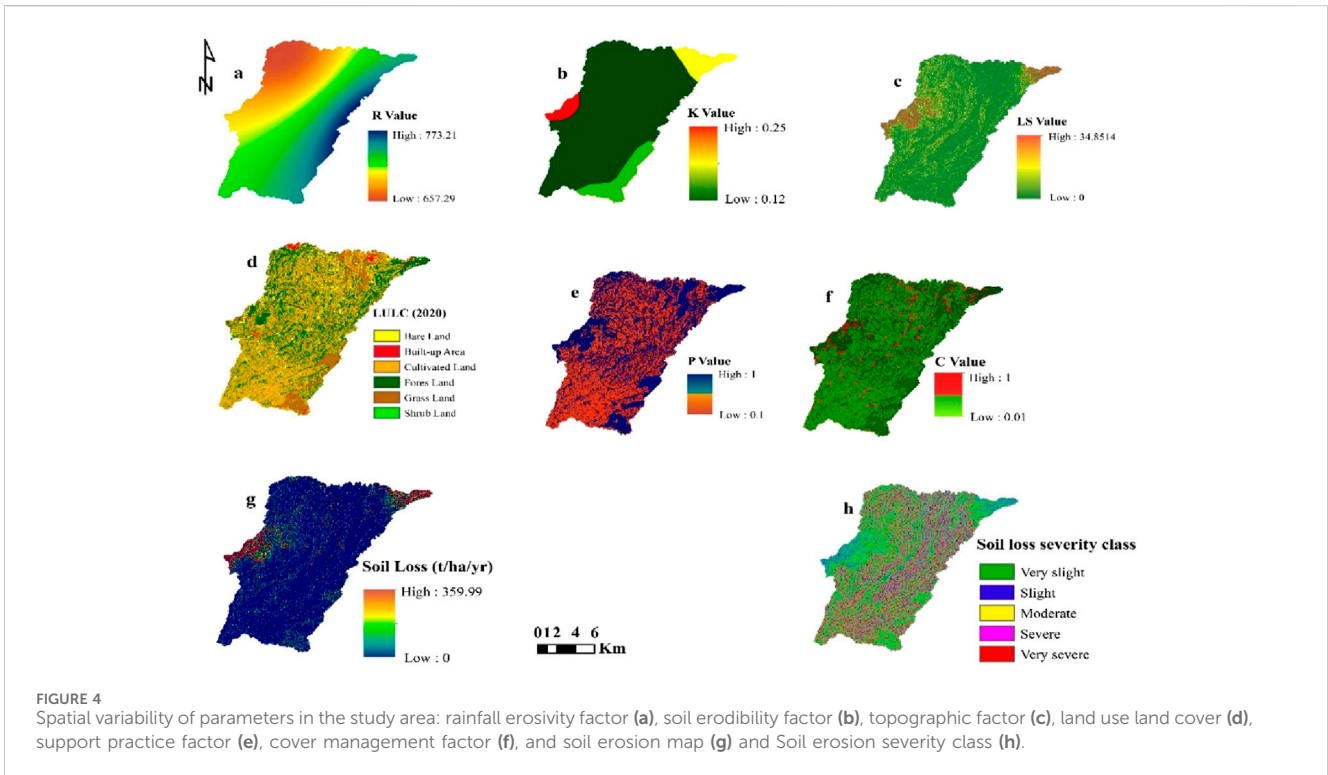 N
a
R Value
High : 773.21
Low : 657.29
b
K Value
High : 0.25
Low : 0.12
c
LS Value
High : 34.8514
Low : 0
d
LULC (2020)
Bare Land
Built-up Area
Cultivated Land
Fores Land
Grass Land
Shrub Land
e
P Value
High : 1
Low : 0.1
f
C Value
High : 1
Low : 0.01
g
Soil Loss (t/ha/yr)
High : 359.99
Low : 0
0 1 2 4 6
Km
h
Soil loss severity class
Very slight
Slight
Moderate
Severe
Very severe
FIGURE 4
Spatial variability of parameters in the study area: rainfall erosivity factor (a), soil erodibility factor (b), topographic factor (c), land use land cover (d),
support practice factor (e), cover management factor (f), and soil erosion map (g) and Soil erosion severity class (h).